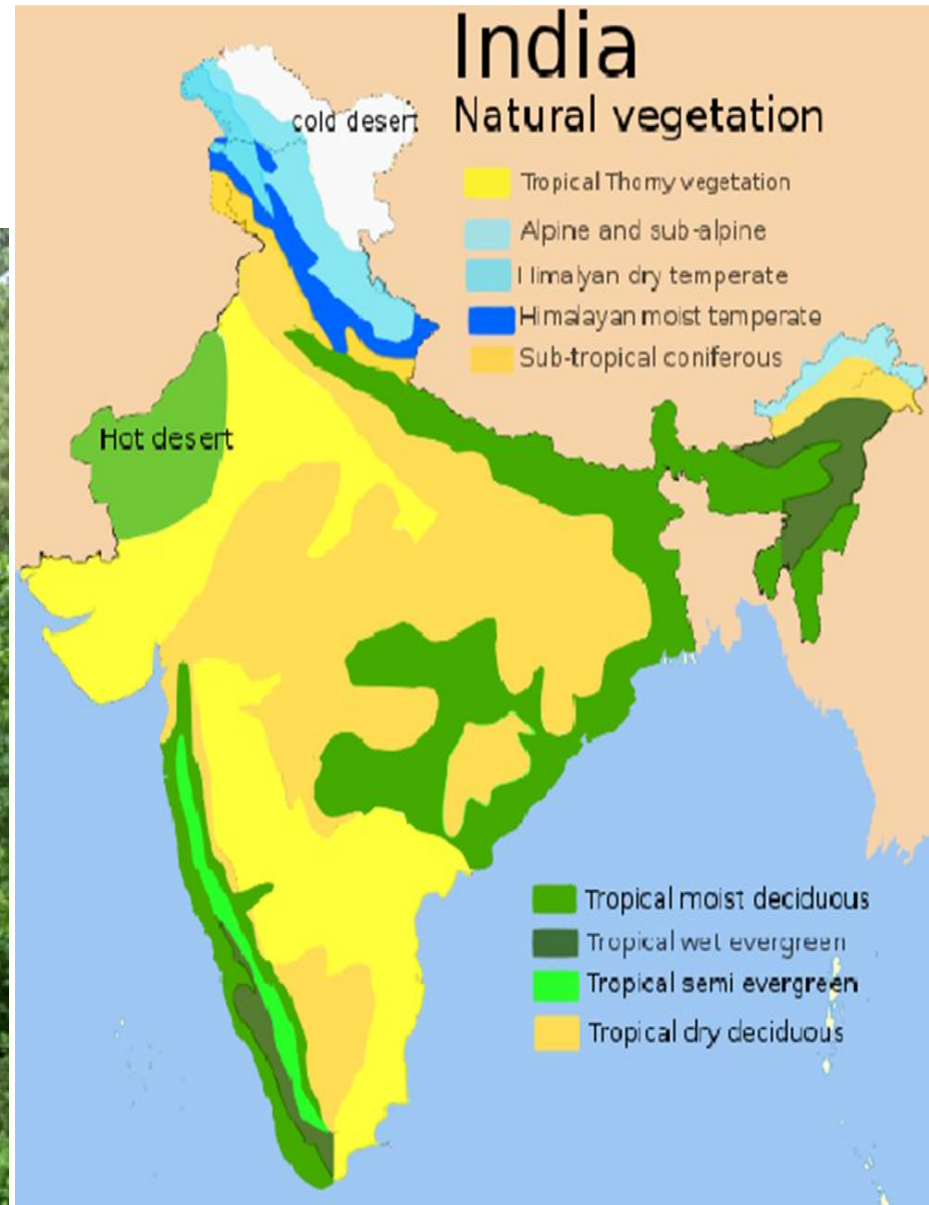 India
Natural vegetation
cold desert
Tropical Thorny vegetation
Alpine and sub-alpine
Himalyan dry temperate
Himalayan moist temperate
Sub-tropical coniferous
Hot desert
Tropical moist deciduous
Tropical wet evergreen
Tropical semi evergreen
Tropical dry deciduous